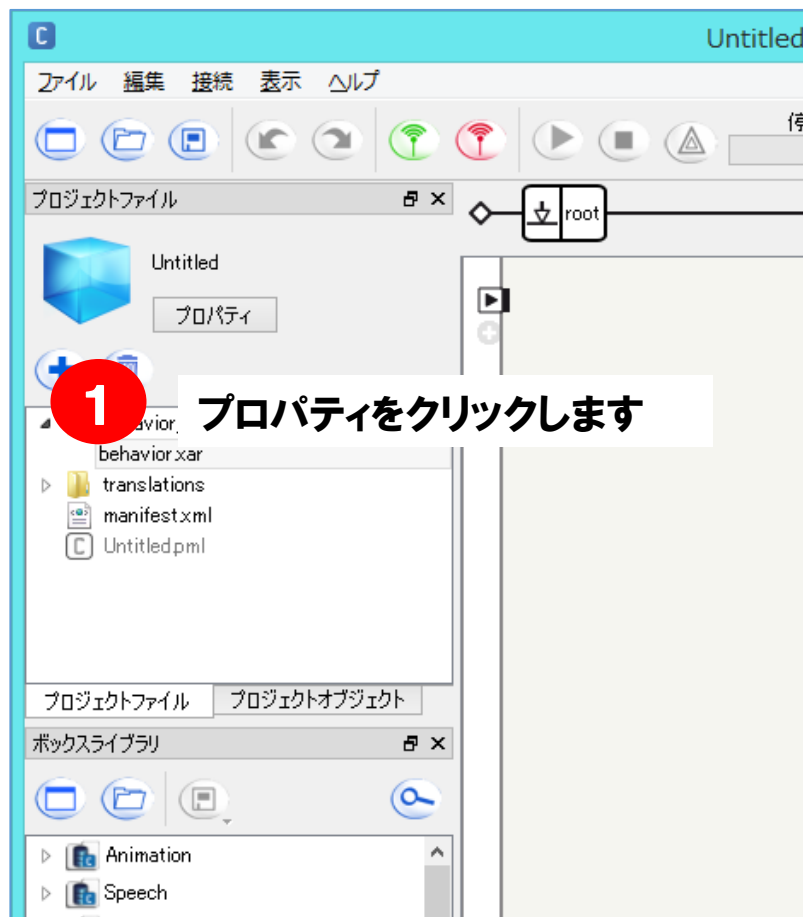 C
Untitled
ファイル 編集 接続 表示 ヘルプ
停
プロジェクトファイル
root
Untitled
プロパティ
1
プロパティをクリックします
avior_
behavior.xar
translations
manifest.xml
C Untitled.pml
プロジェクトファイル プロジェクトオブジェクト
ボックスライブラリ
Animation
Speech